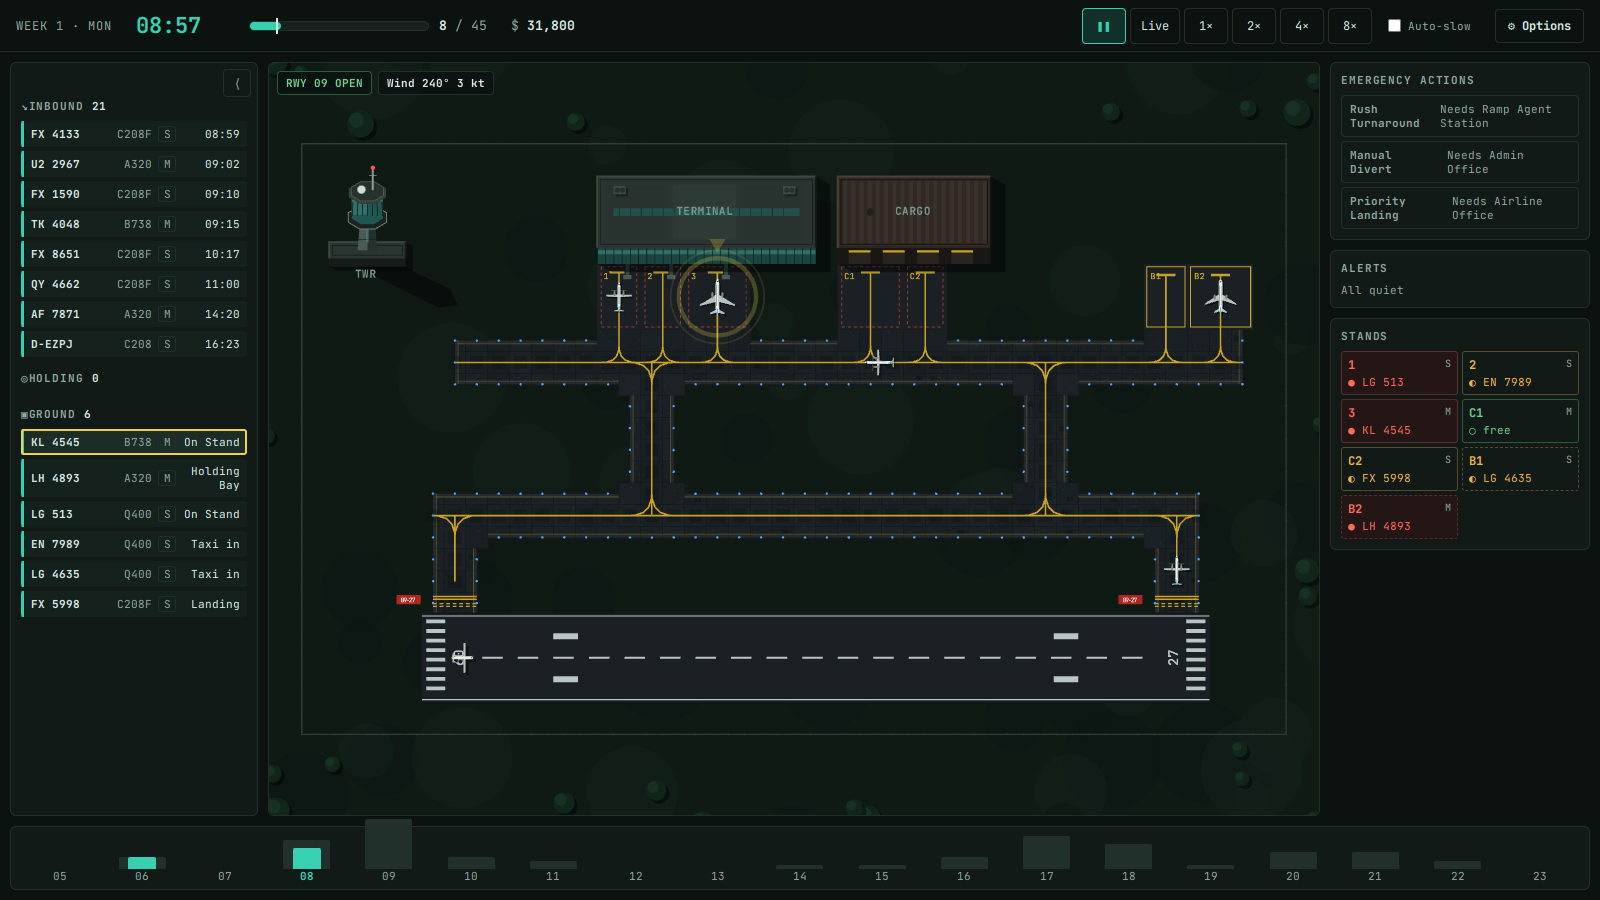 WEEK 1 · MON 08:57 8 / 45 $ 31,800 Live 1× 2× 4× 8× Auto-slow ⚙ Options
INBOUND 21
FX 4133 C208F S 08:59
U2 2967 A320 M 09:02
FX 1590 C208F S 09:10
TK 4048 B738 M 09:15
FX 8651 C208F S 10:17
QY 4662 C208F S 11:00
AF 7871 A320 M 14:20
D-EZPJ C208 S 16:23
HOLDING 0
GROUND 6
KL 4545 B738 M On Stand
LH 4893 A320 M Holding Bay
LG 513 Q400 S On Stand
EN 7989 Q400 S Taxi in
LG 4635 Q400 S Taxi in
FX 5998 C208F S Landing
RWY 09 OPEN Wind 240° 3 kt
TERMINAL CARGO
TWR
1 2 3 C1 C2 B1 B2
09-27 09-27
27
EMERGENCY ACTIONS
Rush Turnaround Needs Ramp Agent Station
Manual Divert Needs Admin Office
Priority Landing Needs Airline Office
ALERTS
All quiet
STANDS
1 S
LG 513
2 S
EN 7989
3 M
KL 4545
C1 M
free
C2 S
FX 5998
B1 S
LG 4635
B2 M
LH 4893
05 06 07 08 09 10 11 12 13 14 15 16 17 18 19 20 21 22 23